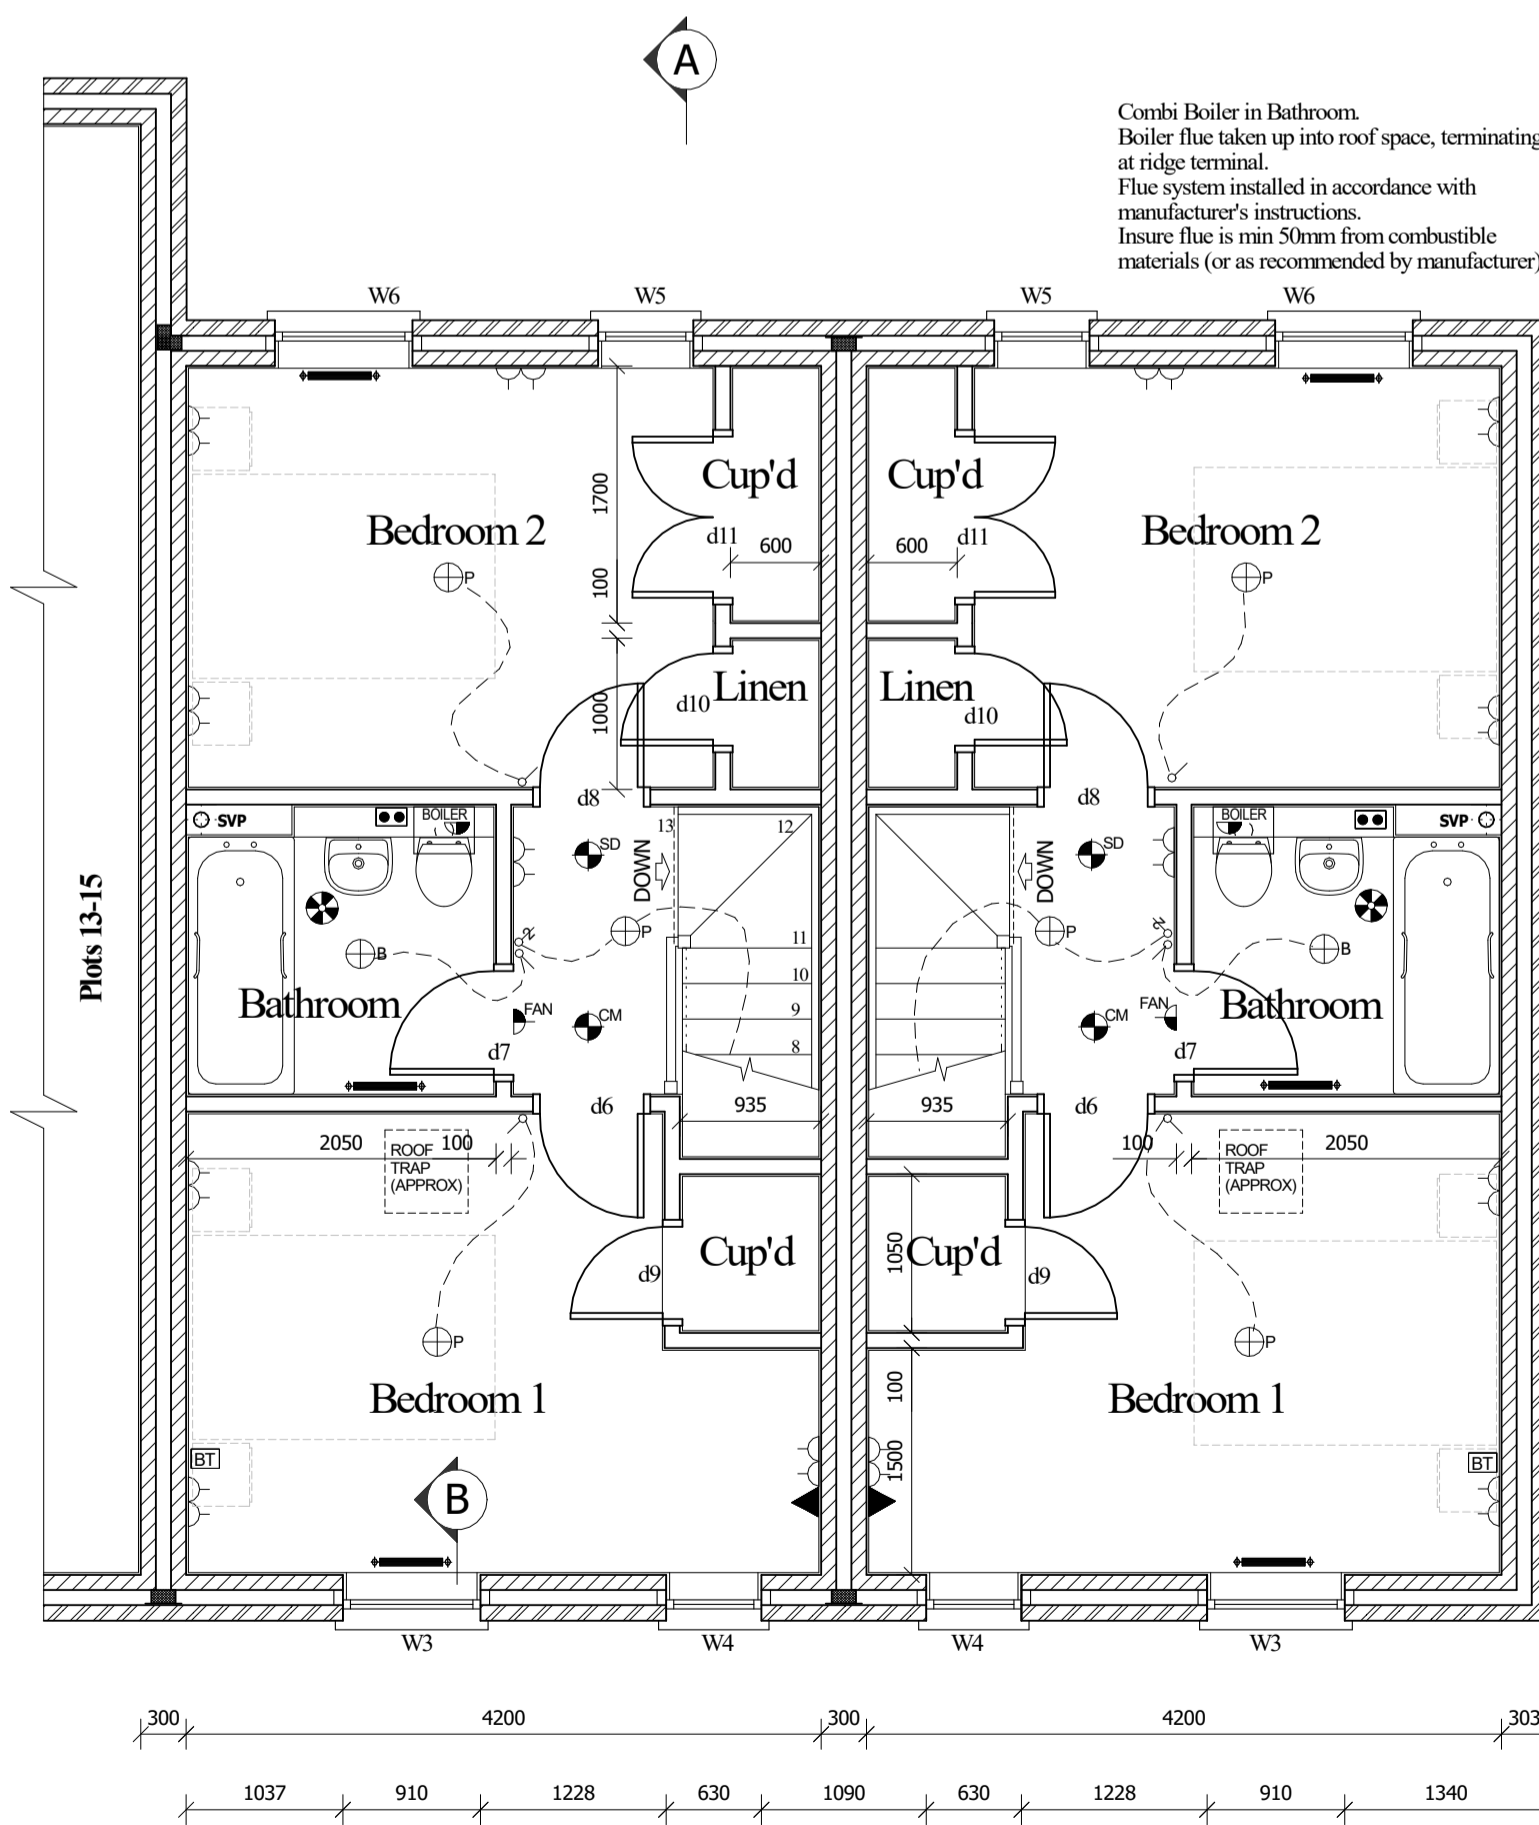 A
Combi Boiler in Bathroom.
Boiler flue taken up into roof space, terminating
at ridge terminal.
Flue system installed in accordance with
manufacturer's instructions.
Insure flue is min 50mm from combustible
materials (or as recommended by manufacturer)
W6 W5 W5 W6
Cup'd Cup'd
1700
Bedroom 2 Bedroom 2
d11 600 600 d11
P P
100
Linen Linen
d10 d10
1000
d8 d8
SVP BOILER 13 12 BOILER SVP
SD DOWN DOWN SD
2 P P 2
11
B B
10
Bathroom Bathroom
Plots 13-15
FAN CM 9 CM FAN
d7 8 d7
d6 935 935 d6
2050 100 100 2050
ROOF ROOF
TRAP TRAP
(APPROX) (APPROX)
Cup'd 1050 Cup'd
d9 d9
P P
Bedroom 1 100 Bedroom 1
BT 1500 BT
B
W3 W4 W4 W3
300 4200 300 4200 303
1037 910 1228 630 1090 630 1228 910 1340